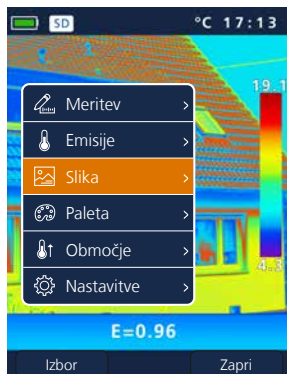 SD °C 17:13
19.1
Meritev
Emisije
Slika
Paleta
Območje
Nastavitve
4.3
E=0.96
Izbor Zapri